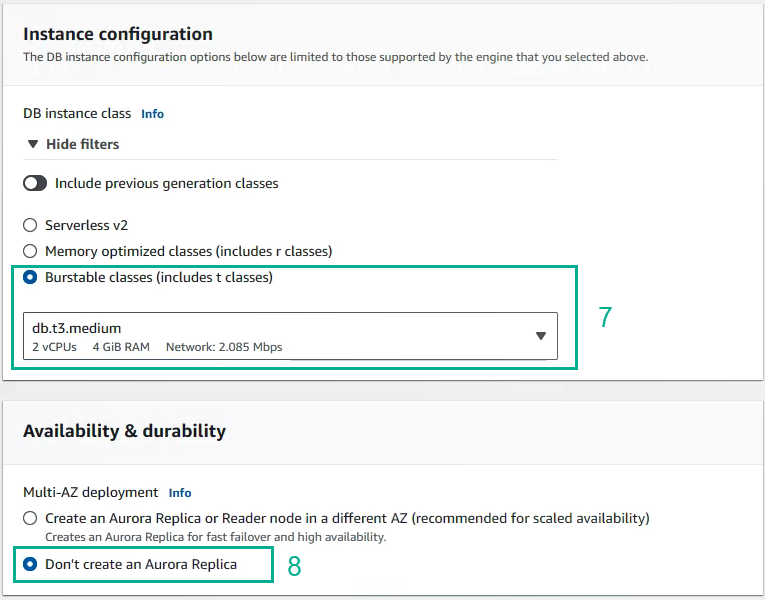 Instance configuration
The DB instance configuration options below are limited to those supported by the engine that you selected above.
DB instance class Info
Hide filters
Include previous generation classes
Serverless v2
Memory optimized classes (includes r classes)
Burstable classes (includes t classes)
7
db.t3.medium
2 vCPUs 4 GiB RAM Network: 2.085 Mbps
Availability & durability
Multi-AZ deployment Info
Create an Aurora Replica or Reader node in a different AZ (recommended for scaled availability)
Creates an Aurora Replica for fast failover and high availability.
Don't create an Aurora Replica 8